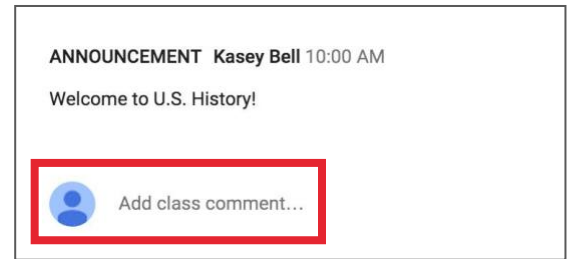 ANNOUNCEMENT Kasey Bell 10:00 AM
Welcome to U.S. History!
Add class comment...